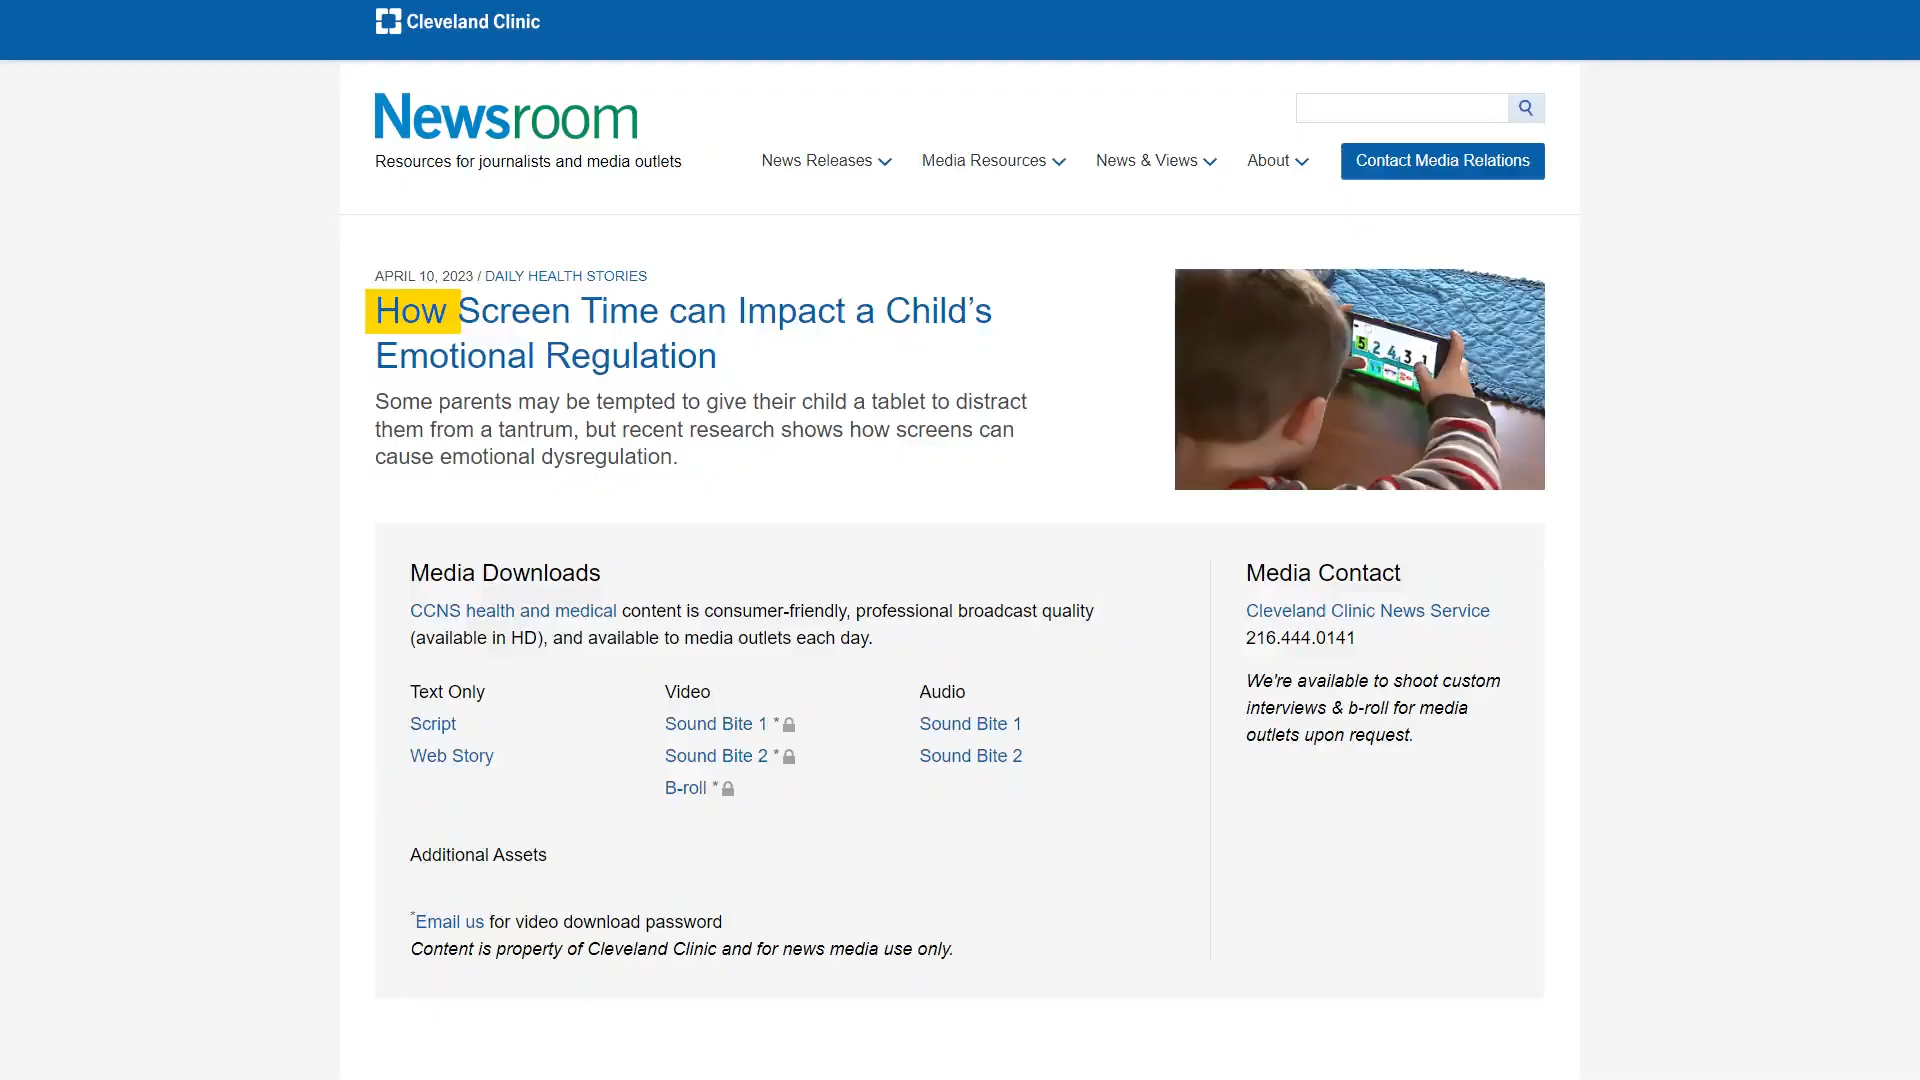 Cleveland Clinic
Newsroom
Resources for journalists and media outlets
News Releases
Media Resources
News & Views
About
Contact Media Relations
APRIL 10, 2023 / DAILY HEALTH STORIES
How Screen Time can Impact a Child’s
Emotional Regulation
Some parents may be tempted to give their child a tablet to distract
them from a tantrum, but recent research shows how screens can
cause emotional dysregulation.
5 2 4 3 1
Media Downloads
CCNS health and medical content is consumer-friendly, professional broadcast quality
(available in HD), and available to media outlets each day.
Text Only
Script
Web Story
Video
Sound Bite 1 *
Sound Bite 2 *
B-roll *
Audio
Sound Bite 1
Sound Bite 2
Additional Assets
*Email us for video download password
Content is property of Cleveland Clinic and for news media use only.
Media Contact
Cleveland Clinic News Service
216.444.0141
We're available to shoot custom
interviews & b-roll for media
outlets upon request.